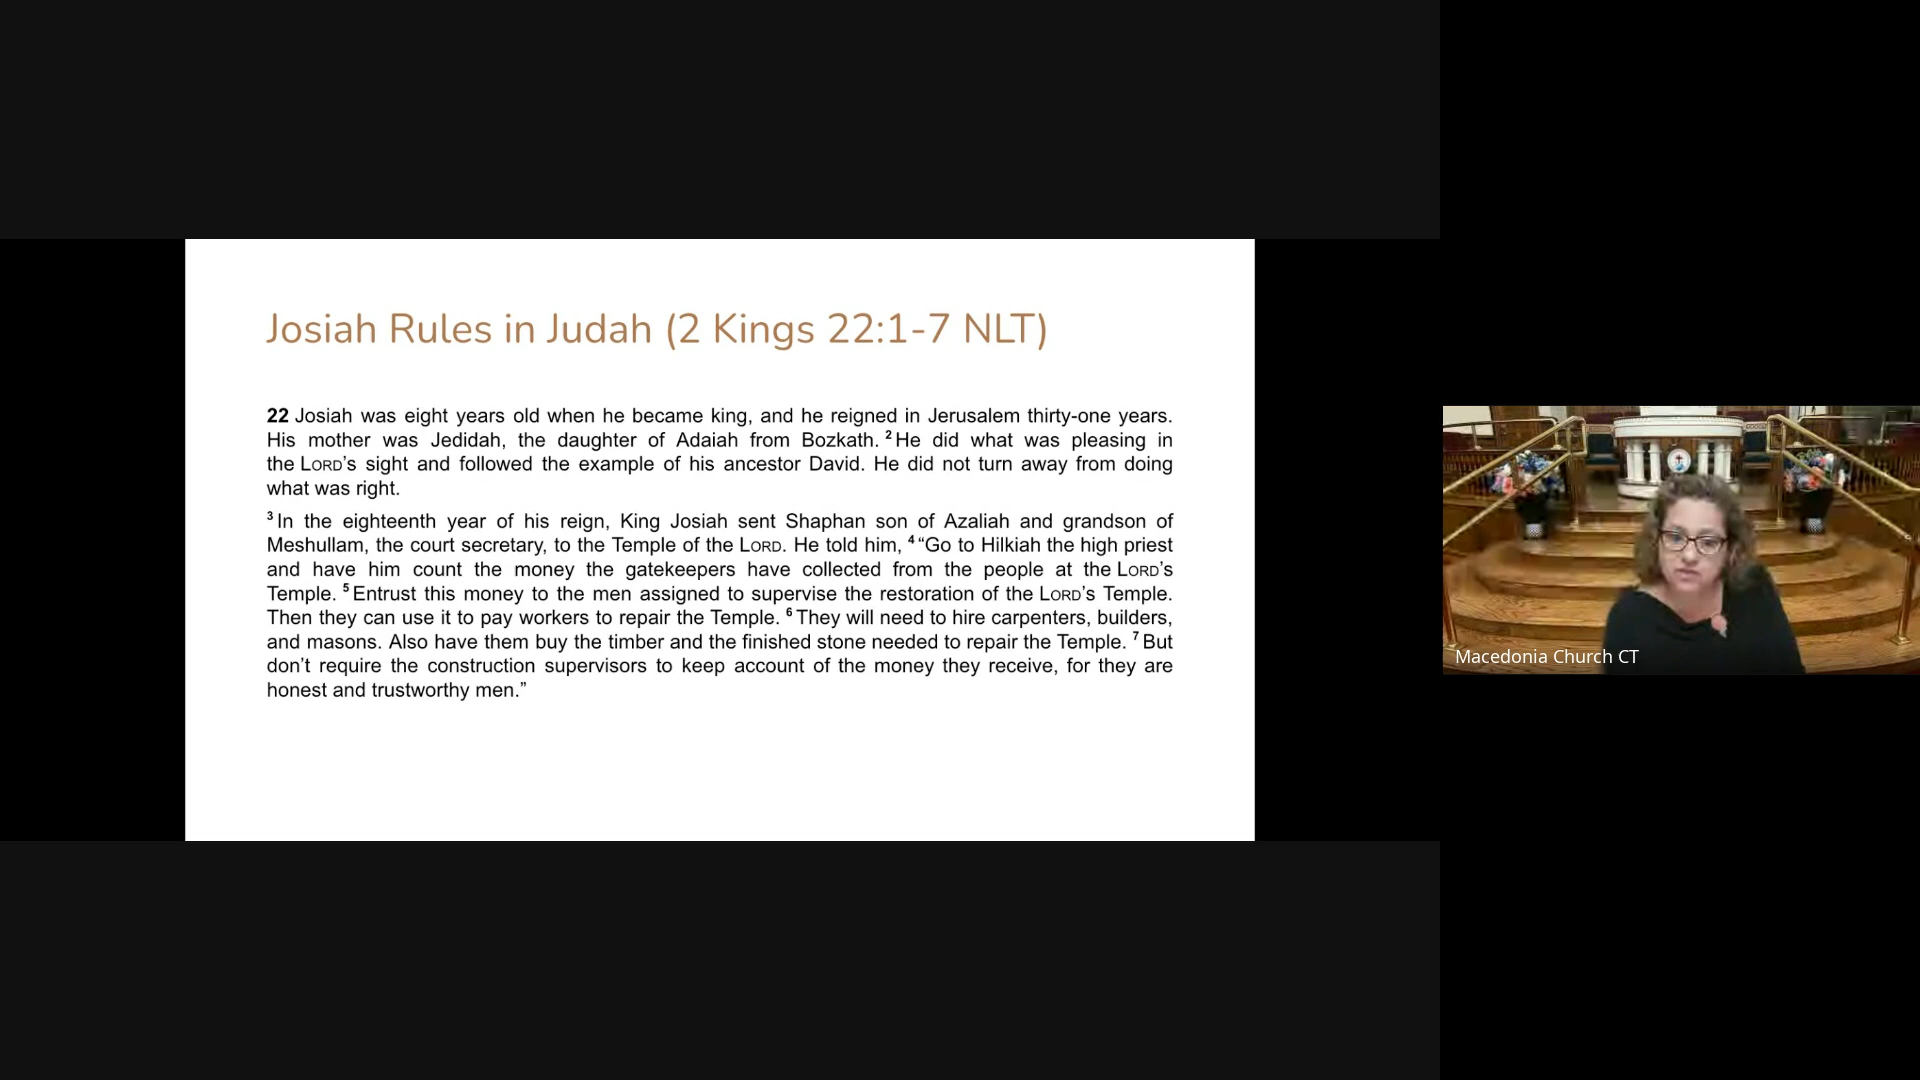 Josiah Rules in Judah (2 Kings 22:1-7 NLT)
22 Josiah was eight years old when he became king, and he reigned in Jerusalem thirty-one years.
His mother was Jedidah, the daughter of Adaiah from Bozkath. 2 He did what was pleasing in
the LORD’s sight and followed the example of his ancestor David. He did not turn away from doing
what was right.
3 In the eighteenth year of his reign, King Josiah sent Shaphan son of Azaliah and grandson of
Meshullam, the court secretary, to the Temple of the LORD. He told him, 4 “Go to Hilkiah the high priest
and have him count the money the gatekeepers have collected from the people at the LORD’s
Temple. 5 Entrust this money to the men assigned to supervise the restoration of the LORD’s Temple.
Then they can use it to pay workers to repair the Temple. 6 They will need to hire carpenters, builders,
and masons. Also have them buy the timber and the finished stone needed to repair the Temple. 7 But
don’t require the construction supervisors to keep account of the money they receive, for they are
honest and trustworthy men.”
Macedonia Church CT